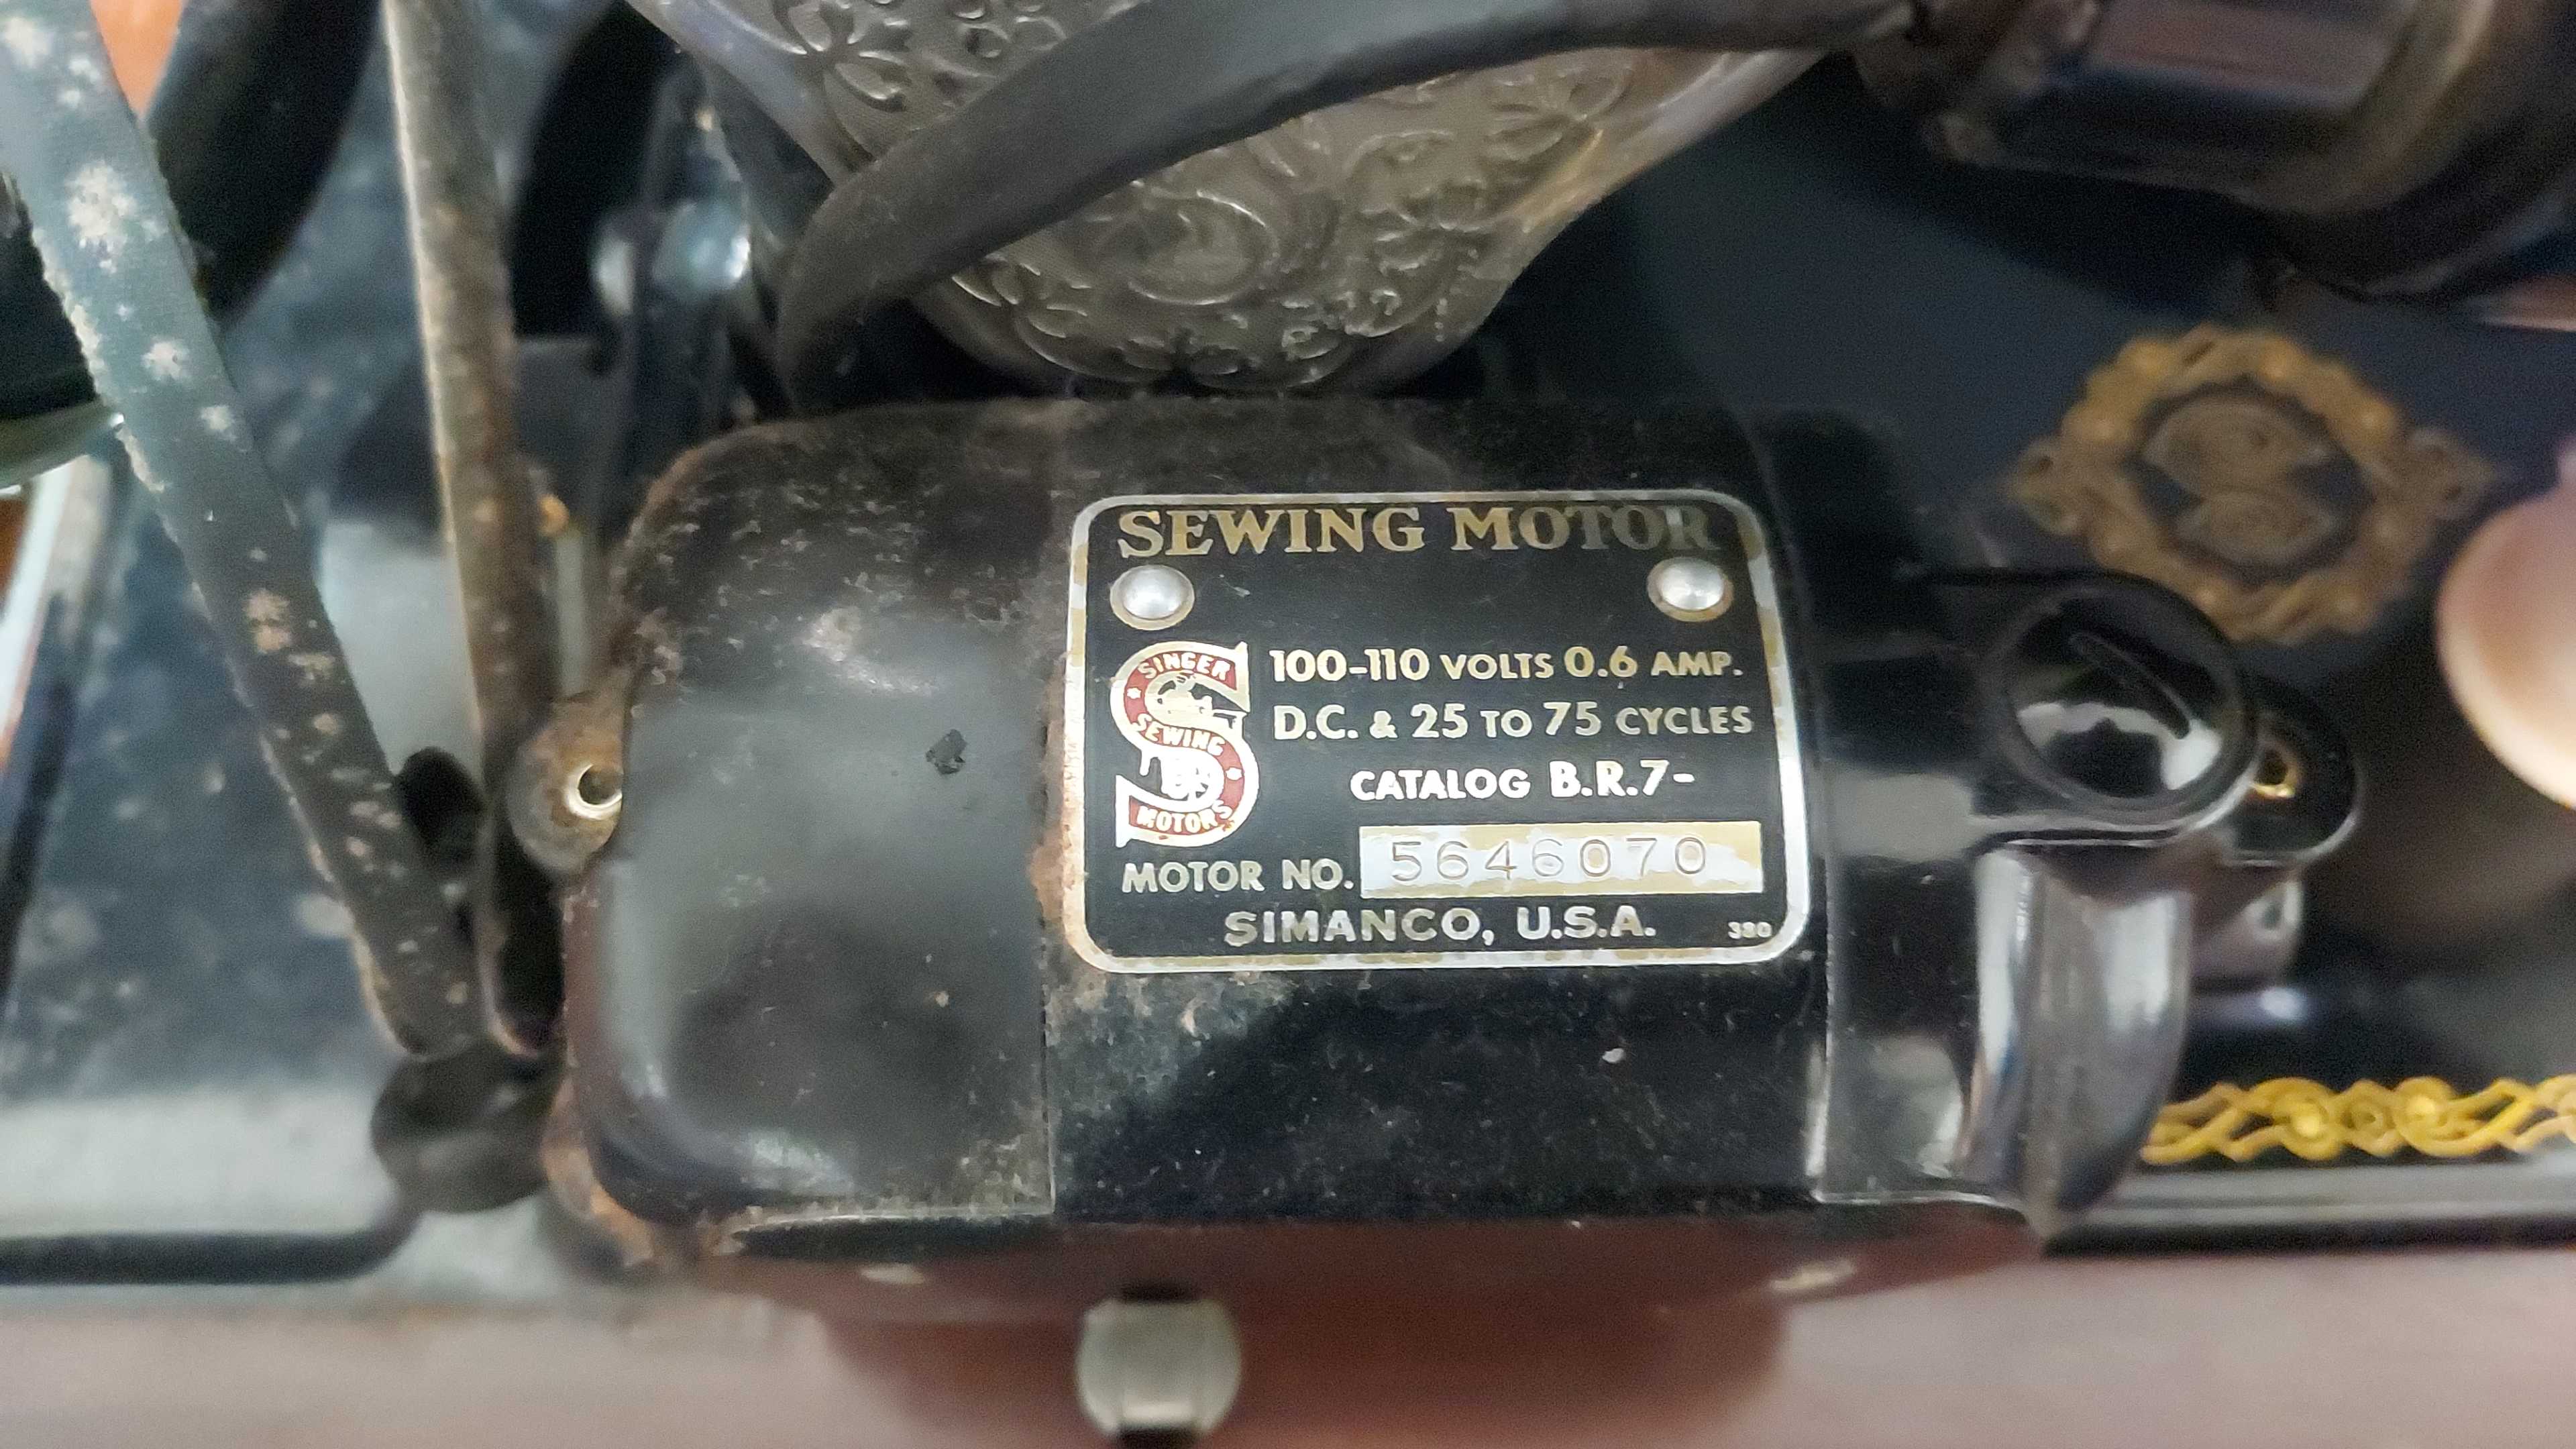 SEWING MOTOR
SINGER
SEWING
MOTORS
100-110 VOLTS 0.6 AMP.
D.C. & 25 TO 75 CYCLES
CATALOG B.R.7-
MOTOR NO. 5646070
SIMANCO, U.S.A. 380